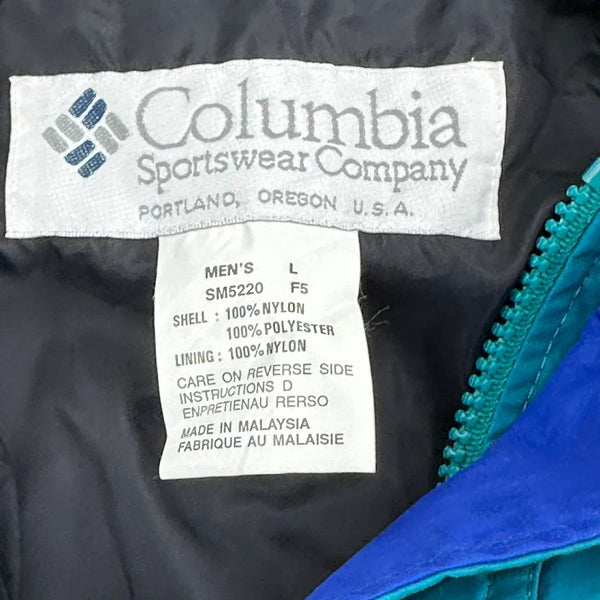 Columbia
Sportswear Company
PORTLAND, OREGON U.S.A.
MEN'S L
SM5220 F5
SHELL : 100% NYLON
100% POLYESTER
LINING : 100% NYLON
CARE ON REVERSE SIDE
INSTRUCTIONS D
ENPRETIENAU RERSO
MADE IN MALAYSIA
FABRIQUE AU MALAISIE